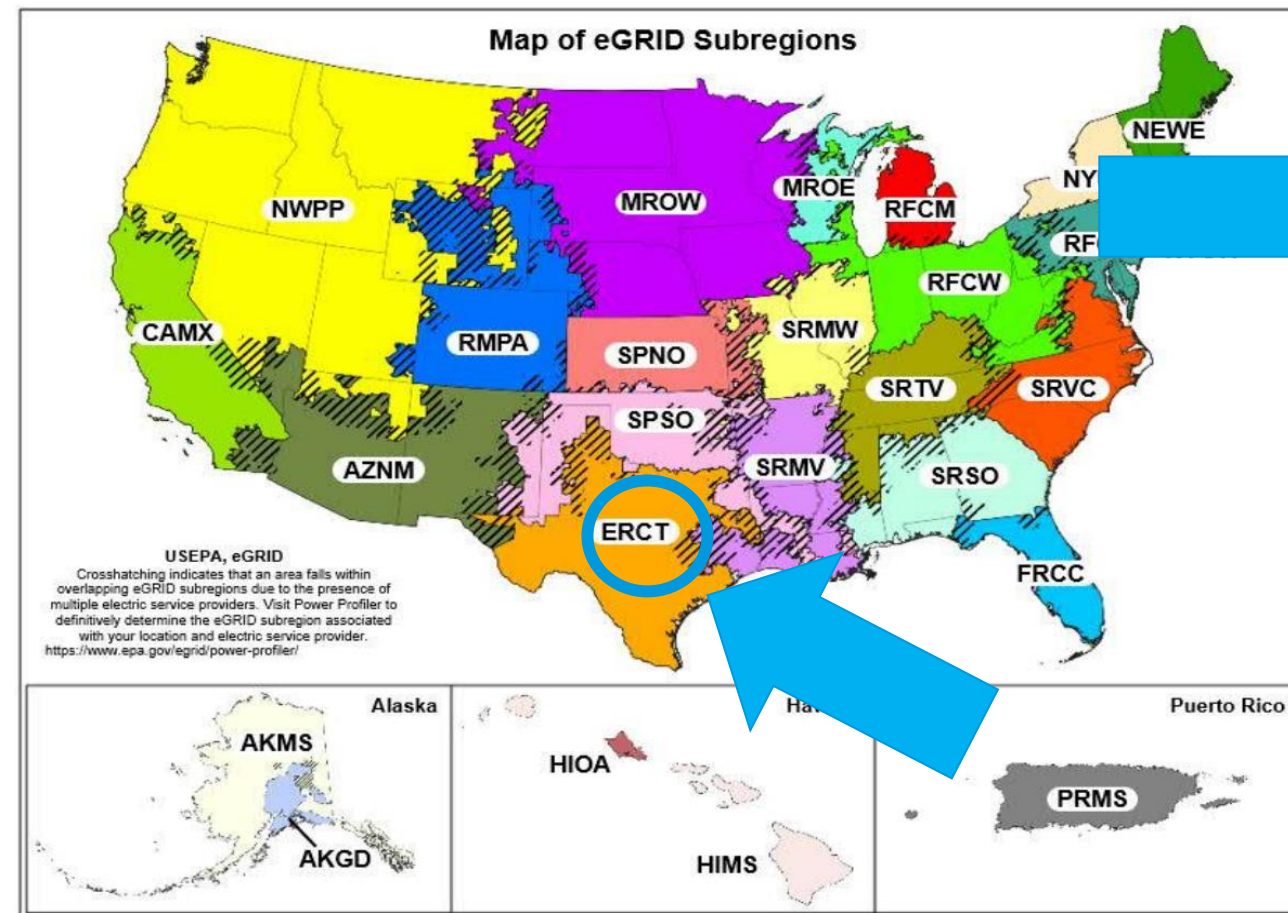 Map of eGRID Subregions
NEWE
NY
MROE
NWPP
MROW
RFCM
RF
RFCW
CAMX
SRMW
RMPA
SPNO
SRTV
SRVC
SPSO
AZNM
SRMV
SRSO
ERCT
FRCC
USEPA, eGRID
Crosshatching indicates that an area falls within
overlapping eGRID subregions due to the presence of
multiple electric service providers. Visit Power Profiler to
definitively determine the eGRID subregion associated
with your location and electric service provider.
https://www.epa.gov/egrid/power-profiler/
Alaska
AKMS
AKGD
Ha
HIOA
HIMS
Puerto Rico
PRMS